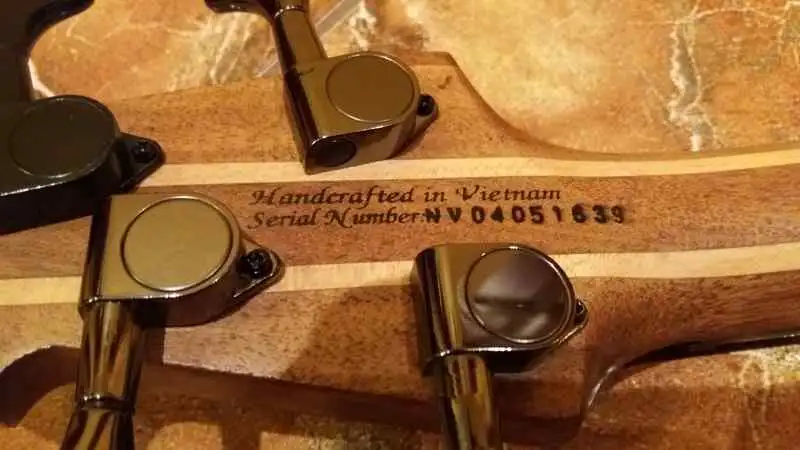 Handcrafted in Vietnam
Serial Number:NV04051639